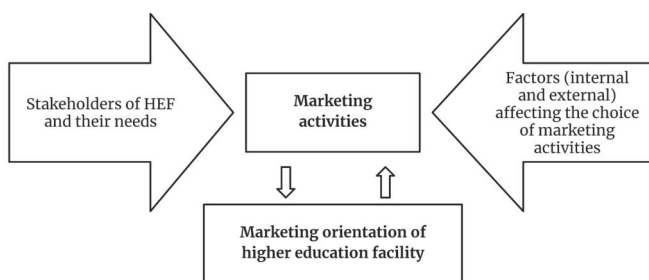 Stakeholders of HEF
and their needs
Marketing
activities
Factors (internal
and external)
affecting the choice
of marketing
activities
Marketing orientation of
higher education facility